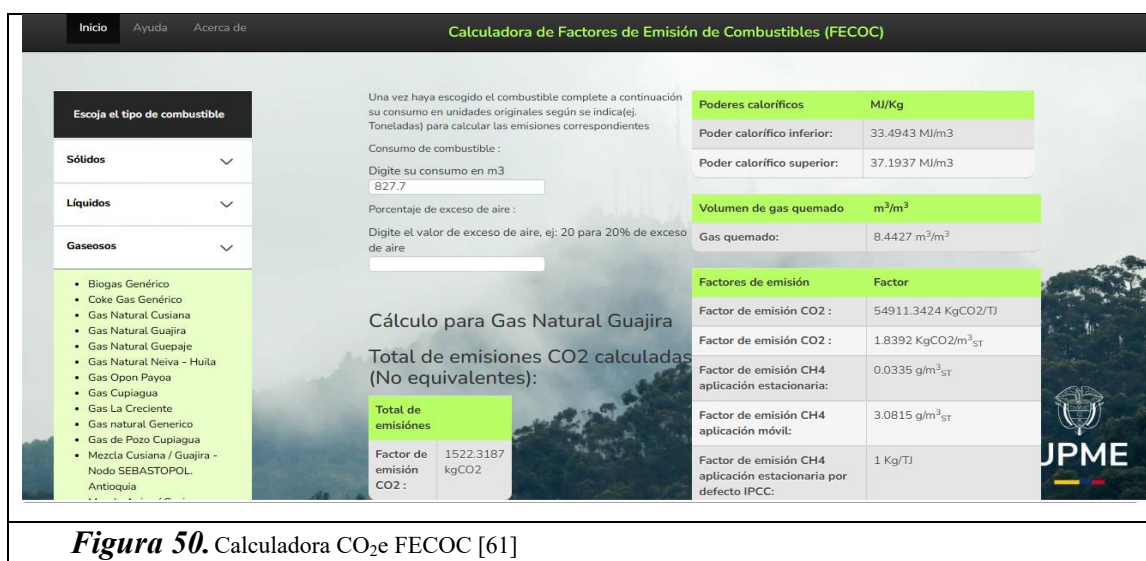 Inicio Ayuda Acerca de
Calculadora de Factores de Emisión de Combustibles (FECOC)
Escoja el tipo de combustible
Sólidos
Líquidos
Gaseosos
• Biogas Genérico
• Coke Gas Genérico
• Gas Natural Cusiana
• Gas Natural Guajira
• Gas Natural Guepaje
• Gas Natural Neiva - Huila
• Gas Opon Payoa
• Gas Cupiagua
• Gas La Creciente
• Gas natural Generico
• Gas de Pozo Cupiagua
• Mezcla Cusiana / Guajira -
Nodo SEBASTOPOL.
Antioquia
Una vez haya escogido el combustible complete a continuación
su consumo en unidades originales según se indica(ej.
Toneladas) para calcular las emisiones correspondientes
Consumo de combustible :
Digite su consumo en m3
827.7
Porcentaje de exceso de aire :
Digite el valor de exceso de aire, ej: 20 para 20% de exceso
de aire
Cálculo para Gas Natural Guajira
Total de emisiones CO2 calculadas
(No equivalentes):
Total de
emisiónes
Factor de
emisión
CO2 :
1522.3187
kgCO2
Poderes caloríficos MJ/Kg
Poder calorífico inferior: 33.4943 MJ/m3
Poder calorífico superior: 37.1937 MJ/m3
Volumen de gas quemado m³/m³
Gas quemado: 8.4427 m³/m³
Factores de emisión Factor
Factor de emisión CO2 : 54911.3424 KgCO2/TJ
Factor de emisión CO2 : 1.8392 KgCO2/m³ST
Factor de emisión CH4
aplicación estacionaria:
0.0335 g/m³ST
Factor de emisión CH4
aplicación móvil:
3.0815 g/m³ST
Factor de emisión CH4
aplicación estacionaria por
defecto IPCC:
1 Kg/TJ
UPME
Figura 50. Calculadora CO₂e FECOC [61]